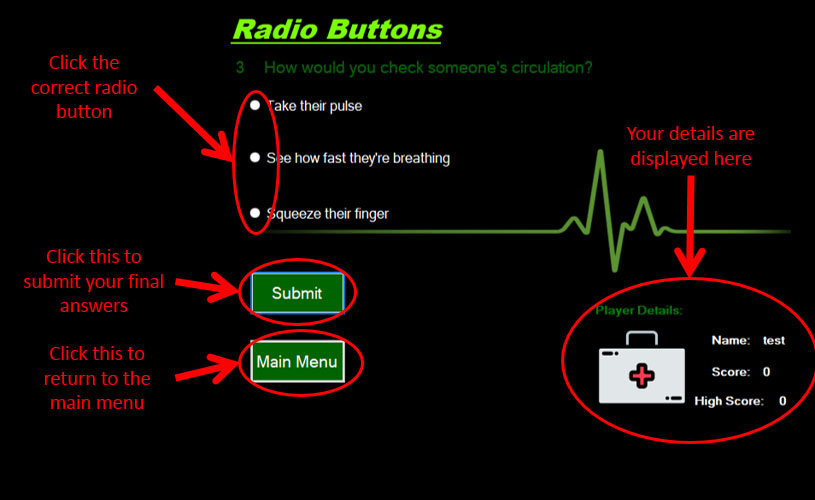 Radio Buttons
3 How would you check someone's circulation?
Click the
correct radio
button
Take their pulse
See how fast they're breathing
Squeeze their finger
Your details are
displayed here
Click this to
submit your final
answers
Submit
Click this to
return to the
main menu
Main Menu
Player Details:
Name: test
Score: 0
High Score: 0